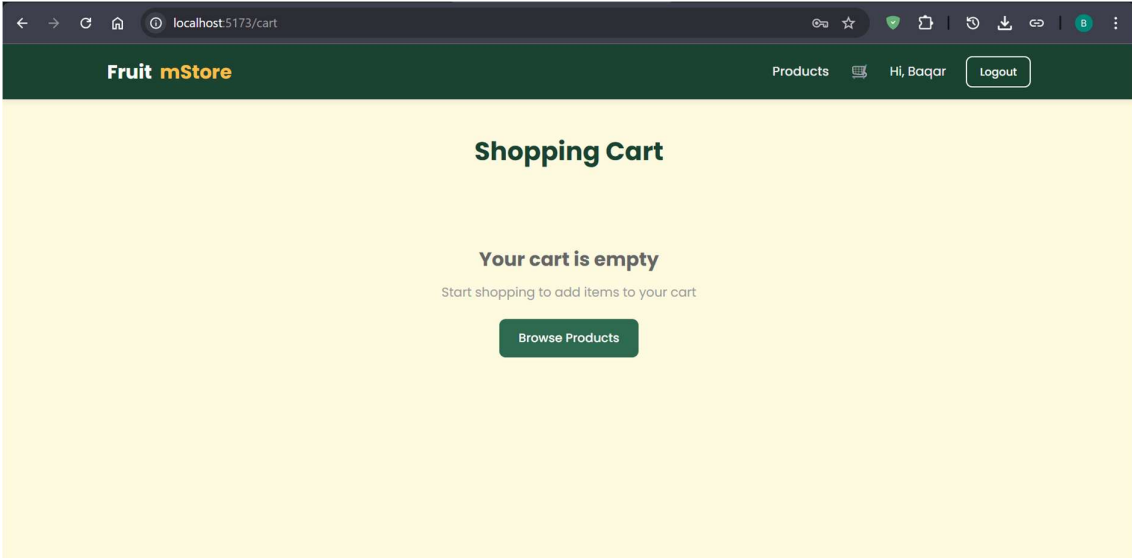 localhost:5173/cart
B
Fruit mStore
Products Hi, Baqar Logout
Shopping Cart
Your cart is empty
Start shopping to add items to your cart
Browse Products